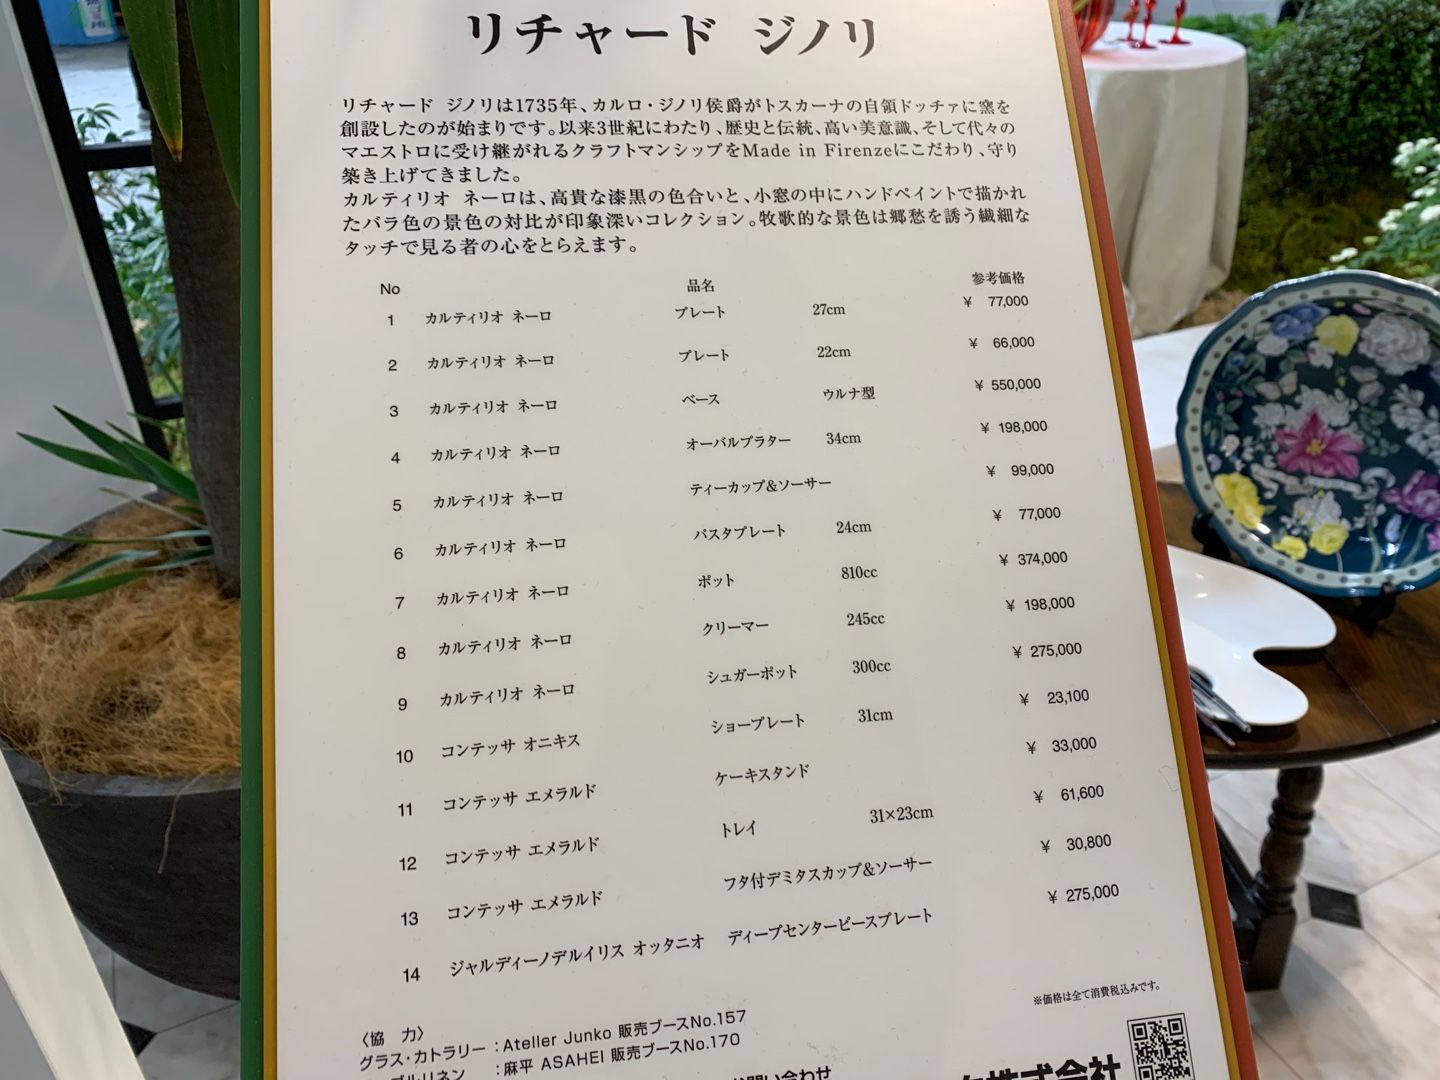 リチャード ジノリ
リチャード ジノリは1735年、カルロ・ジノリ侯爵がトスカーナの自領ドッチァに窯を
創設したのが始まりです。以来3世紀にわたり、歴史と伝統、高い美意識、そして代々の
マエストロに受け継がれるクラフトマンシップをMade in Firenzeにこだわり、守り
築き上げてきました。
カルティリオ ネーロは、高貴な漆黒の色合いと、小窓の中にハンドペイントで描かれ
たバラ色の景色の対比が印象深いコレクション。牧歌的な景色は郷愁を誘う繊細な
タッチで見る者の心をとらえます。
No 品名 参考価格
1 カルティリオ ネーロ プレート 27cm ¥ 77,000
2 カルティリオ ネーロ プレート 22cm ¥ 66,000
3 カルティリオ ネーロ ベース ウルナ型 ¥ 550,000
4 カルティリオ ネーロ オーバルプラター 34cm ¥ 198,000
5 カルティリオ ネーロ ティーカップ&ソーサー ¥ 99,000
6 カルティリオ ネーロ パスタプレート 24cm ¥ 77,000
7 カルティリオ ネーロ ポット 810cc ¥ 374,000
8 カルティリオ ネーロ クリーマー 245cc ¥ 198,000
9 カルティリオ ネーロ シュガーポット 300cc ¥ 275,000
10 コンテッサ オニキス ショープレート 31cm ¥ 23,100
11 コンテッサ エメラルド ケーキスタンド ¥ 33,000
12 コンテッサ エメラルド トレイ 31×23cm ¥ 61,600
13 コンテッサ エメラルド フタ付デミタスカップ&ソーサー ¥ 30,800
14 ジャルディーノデルイリス オッタニオ ディープセンターピースプレート ¥ 275,000
※価格は全て消費税込みです。
〈協 力〉
グラス・カトラリー :Atelier Junko 販売ブースNo.157
ブルリネン :麻平 ASAHEI 販売ブースNo.170
お問い合わせ
株式会社